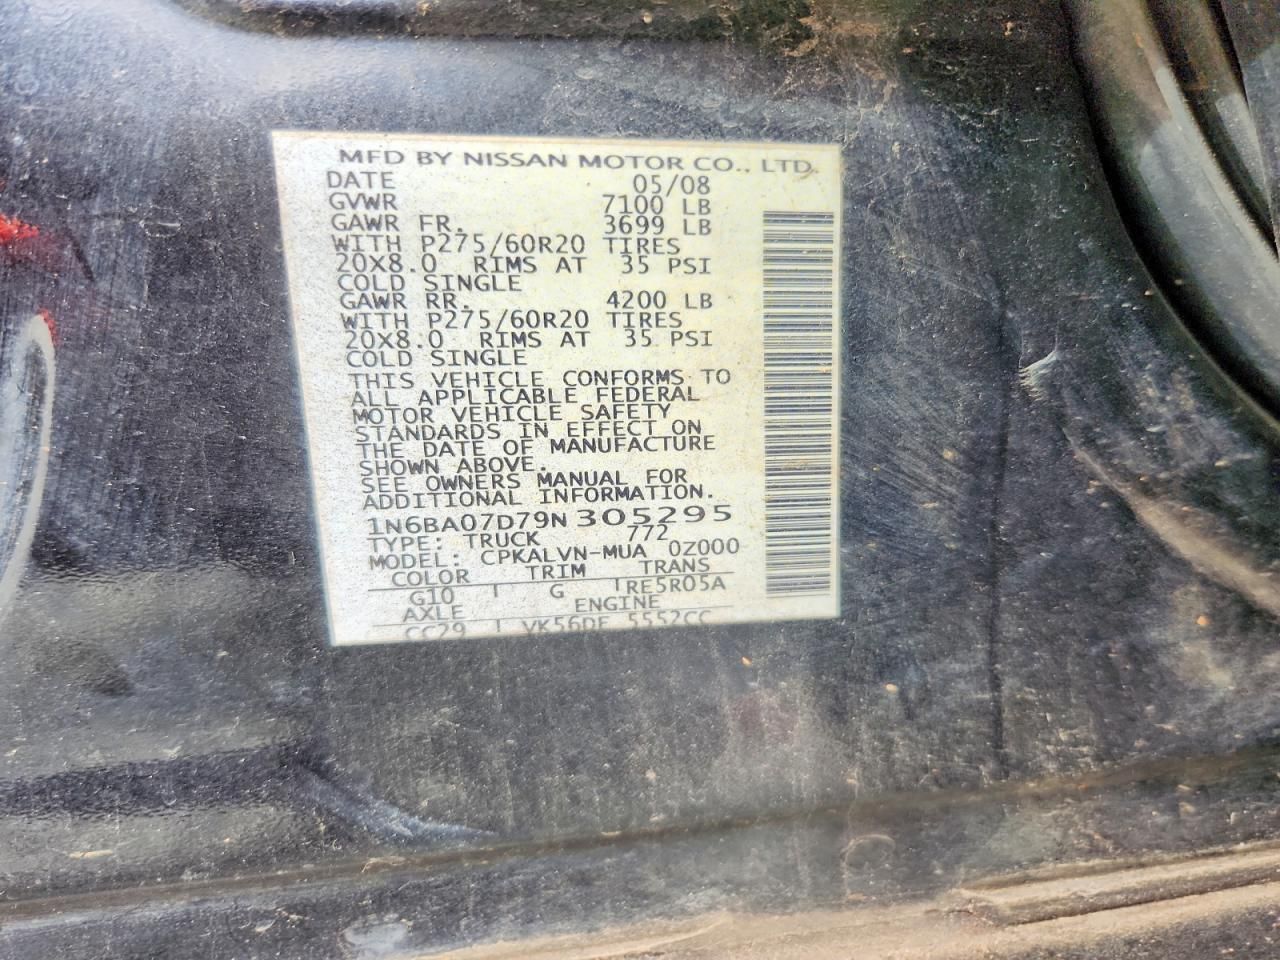 MFD BY NISSAN MOTOR CO., LTD.
DATE 05/08
GVWR 7100 LB
GAWR FR. 3699 LB
WITH P275/60R20 TIRES
20X8.0 RIMS AT 35 PSI
COLD SINGLE
GAWR RR. 4200 LB
WITH P275/60R20 TIRES
20X8.0 RIMS AT 35 PSI
COLD SINGLE
THIS VEHICLE CONFORMS TO
ALL APPLICABLE FEDERAL
MOTOR VEHICLE SAFETY
STANDARDS IN EFFECT ON
THE DATE OF MANUFACTURE
SHOWN ABOVE.
SEE OWNERS MANUAL FOR
ADDITIONAL INFORMATION.
1N6BA07D79N305295
TYPE: TRUCK 772
MODEL: CPKALVN-MUA 0Z000
COLOR TRIM TRANS
G10 G RE5R05A
AXLE ENGINE
CC29 VK56DE 5552CC